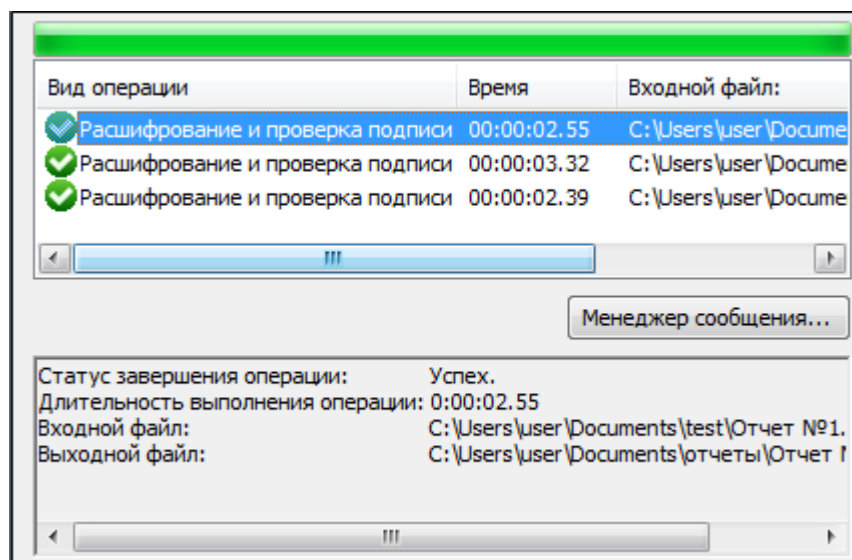 Вид операции Время Входной файл:
Расшифрование и проверка подписи 00:00:02.55 C:\Users\user\Docume
Расшифрование и проверка подписи 00:00:03.32 C:\Users\user\Docume
Расшифрование и проверка подписи 00:00:02.39 C:\Users\user\Docume
Менеджер сообщения...
Статус завершения операции: Успех.
Длительность выполнения операции: 0:00:02.55
Входной файл: C:\Users\user\Documents\test\Отчет №1.
Выходной файл: C:\Users\user\Documents\отчеты\Отчет